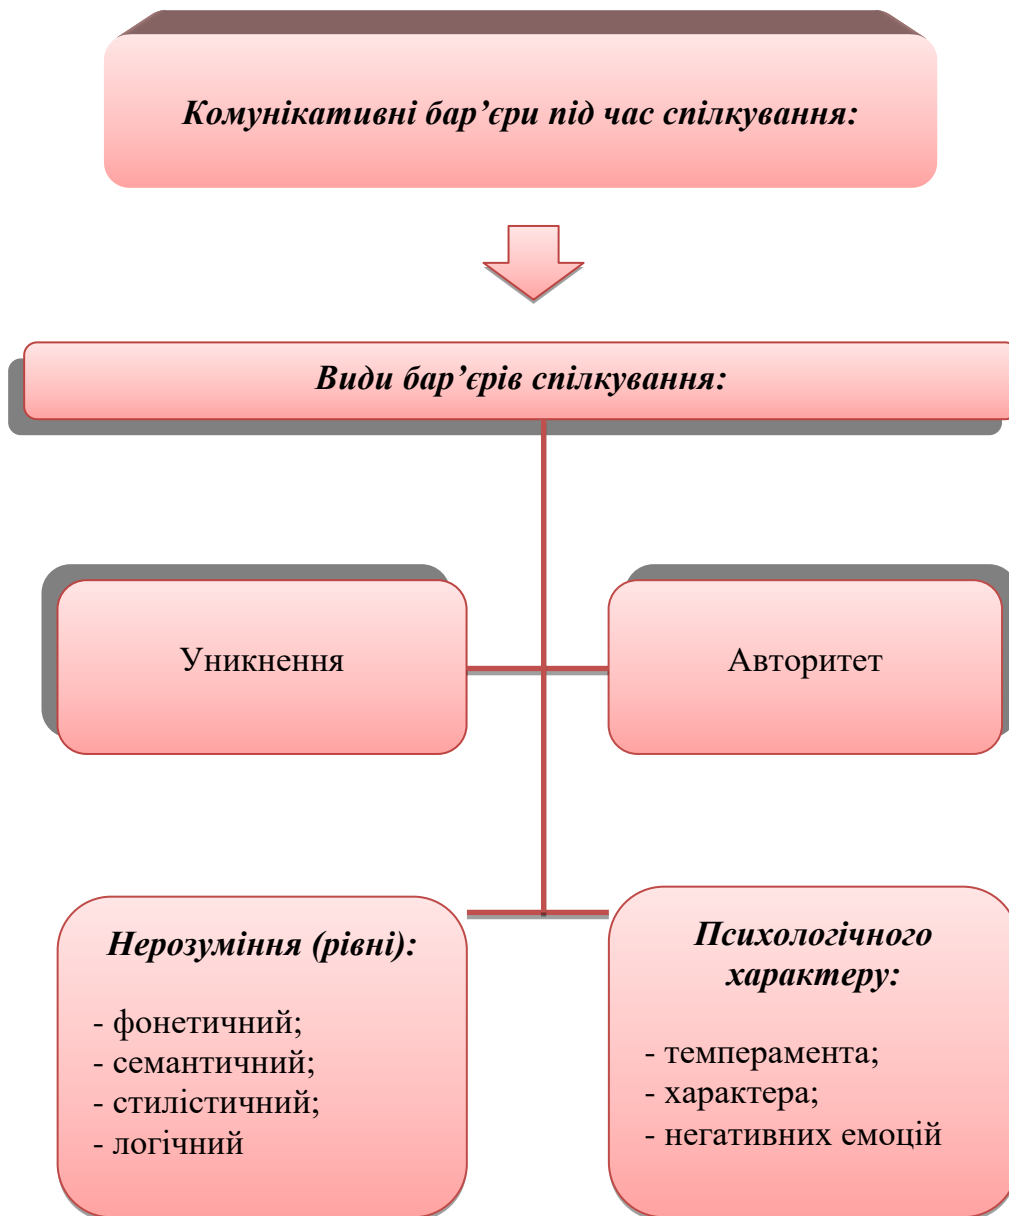 Комунікативні бар’єри під час спілкування:
Види бар’єрів спілкування:
Уникнення
Авторитет
Нерозуміння (рівні):
- фонетичний;
- семантичний;
- стилістичний;
- логічний
Психологічного
характеру:
- темперамента;
- характера;
- негативних емоцій